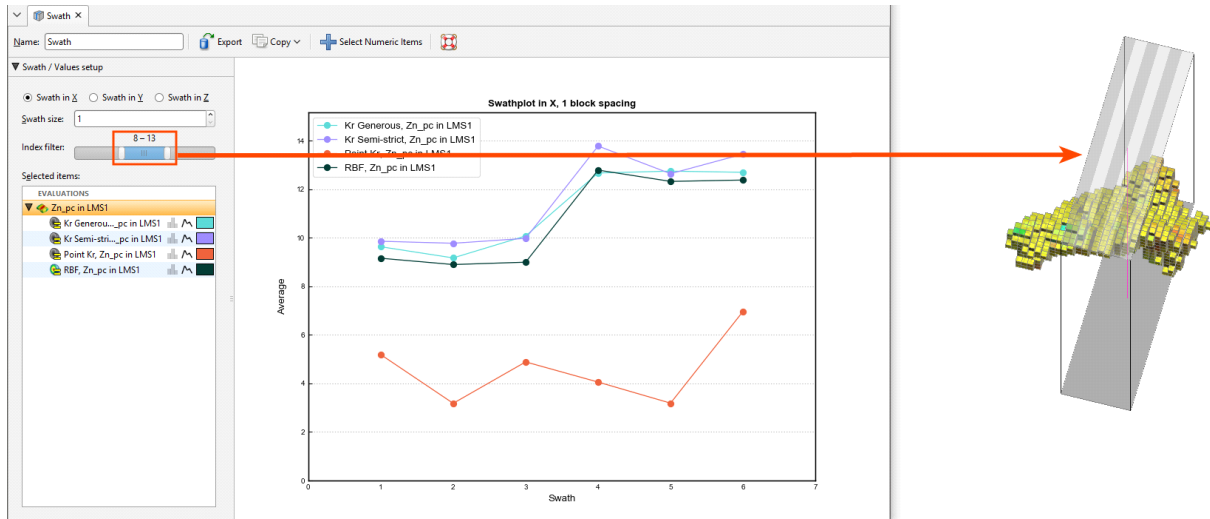 Swath ×
Name: Swath Export Copy Select Numeric Items
Swath / Values setup
Swath in X Swath in Y Swath in Z
Swath size: 1
8 – 13
Index filter:
Selected items:
EVALUATIONS
Zn_pc in LMS1
Kr Generou..._pc in LMS1
Kr Semi-stri..._pc in LMS1
Point Kr, Zn_pc in LMS1
RBF, Zn_pc in LMS1
Swathplot in X, 1 block spacing
Kr Generous, Zn_pc in LMS1
Kr Semi-strict, Zn_pc in LMS1
Point Kr, Zn_pc in LMS1
RBF, Zn_pc in LMS1
14
12
10
8
6
4
2
0
Average
0 1 2 3 4 5 6 7
Swath